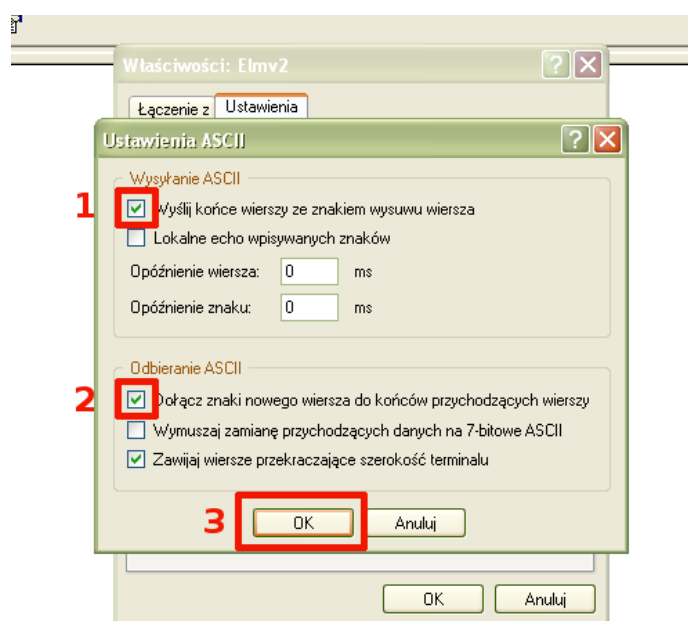 Właściwości: Elmv2
Łączenie z Ustawienia
Ustawienia ASCII
Wysyłanie ASCII
1 Wyślij końce wierszy ze znakiem wysuwu wiersza
Lokalne echo wpisywanych znaków
Opóźnienie wiersza: 0 ms
Opóźnienie znaku: 0 ms
Odbieranie ASCII
2 Dołącz znaki nowego wiersza do końców przychodzących wierszy
Wymuszaj zamianę przychodzących danych na 7-bitowe ASCII
Zawijaj wiersze przekraczające szerokość terminalu
3 OK Anuluj
OK Anuluj